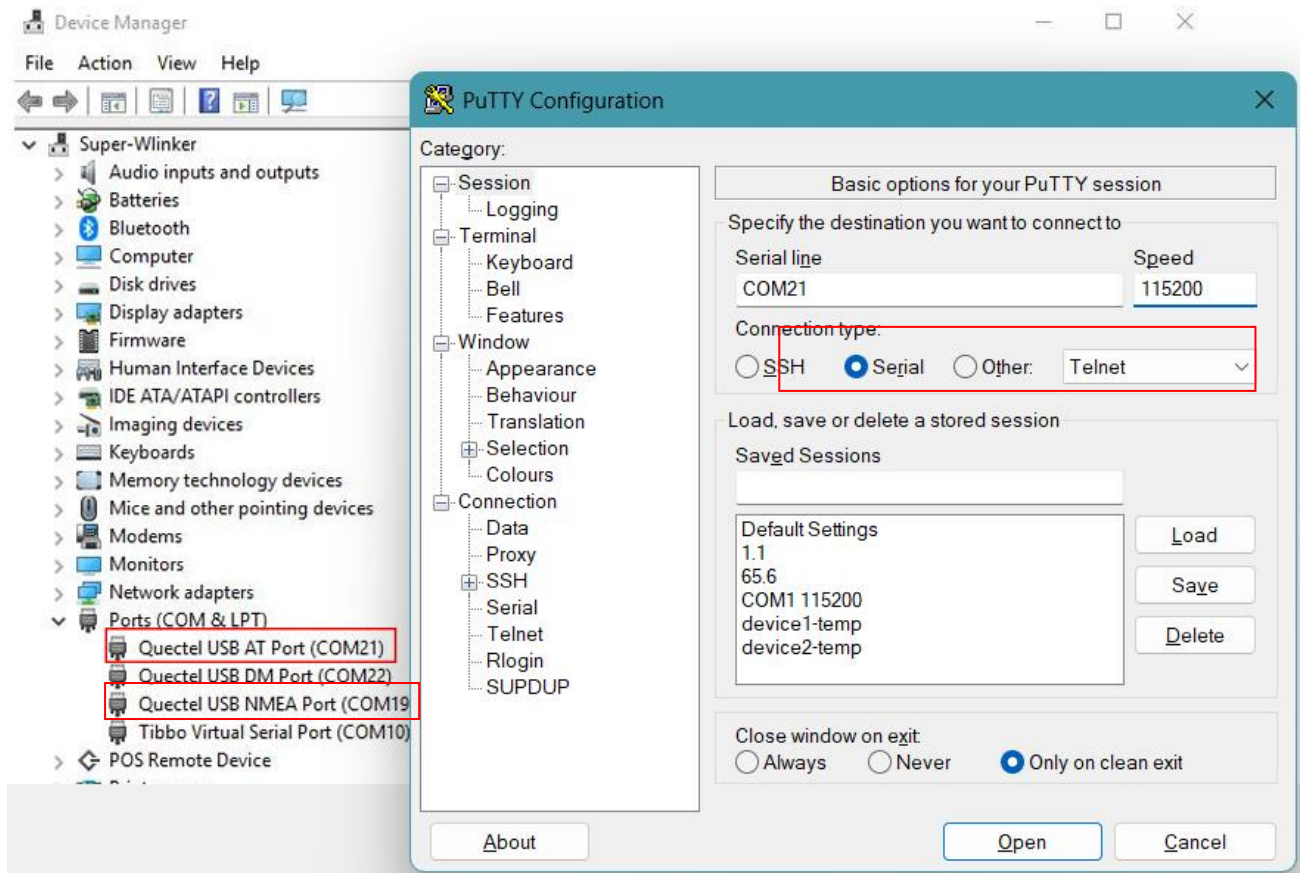 Device Manager
File Action View Help
Super-Wlinker
Audio inputs and outputs
Batteries
Bluetooth
Computer
Disk drives
Display adapters
Firmware
Human Interface Devices
IDE ATA/ATAPI controllers
Imaging devices
Keyboards
Memory technology devices
Mice and other pointing devices
Modems
Monitors
Network adapters
Ports (COM & LPT)
Quectel USB AT Port (COM21)
Quectel USB DM Port (COM22)
Quectel USB NMEA Port (COM19
Tibbo Virtual Serial Port (COM10)
POS Remote Device
PuTTY Configuration
Category:
Session
Logging
Terminal
Keyboard
Bell
Features
Window
Appearance
Behaviour
Translation
Selection
Colours
Connection
Data
Proxy
SSH
Serial
Telnet
Rlogin
SUPDUP
Basic options for your PuTTY session
Specify the destination you want to connect to
Serial line Speed
COM21 115200
Connection type:
SSH Serial Other: Telnet
Load, save or delete a stored session
Saved Sessions
Default Settings
1.1
65.6
COM1 115200
device1-temp
device2-temp
Load
Save
Delete
Close window on exit:
Always Never Only on clean exit
About Open Cancel